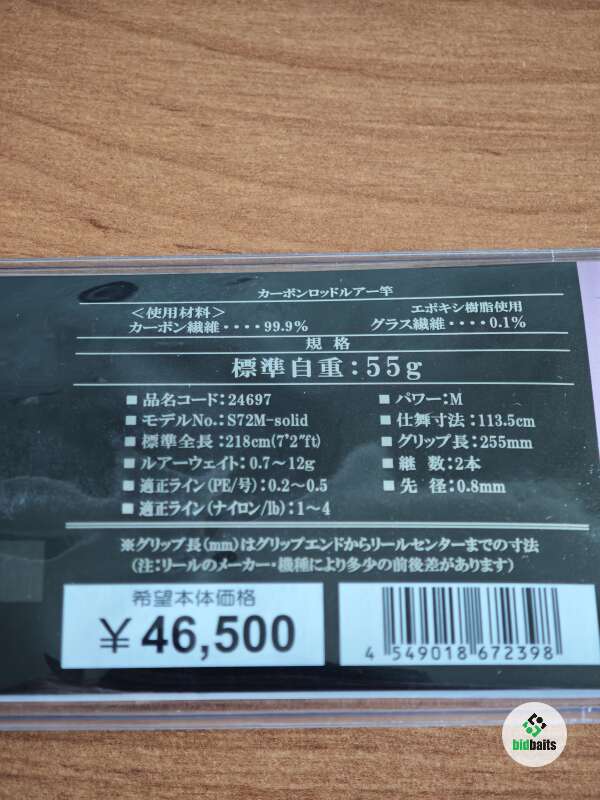 カーボンロッドルアー竿
＜使用材料＞ エポキシ樹脂使用
カーボン繊維・・・・99.9% グラス繊維・・・・0.1%
規 格
標準自重：55g
■ 品名コード：24697 ■ パワー：M
■ モデルNo.：S72M-solid ■ 仕舞寸法：113.5cm
■ 標準全長：218cm(7'2"ft) ■ グリップ長：255mm
■ ルアーウェイト：0.7～12g ■ 継 数：2本
■ 適正ライン(PE/号)：0.2～0.5 ■ 先 径：0.8mm
■ 適正ライン(ナイロン/lb)：1～4
※グリップ長(mm)はグリップエンドからリールセンターまでの寸法
(注：リールのメーカー・機種により多少の前後差があります)
希望本体価格
￥46,500
4 549018 672398
bidbaits